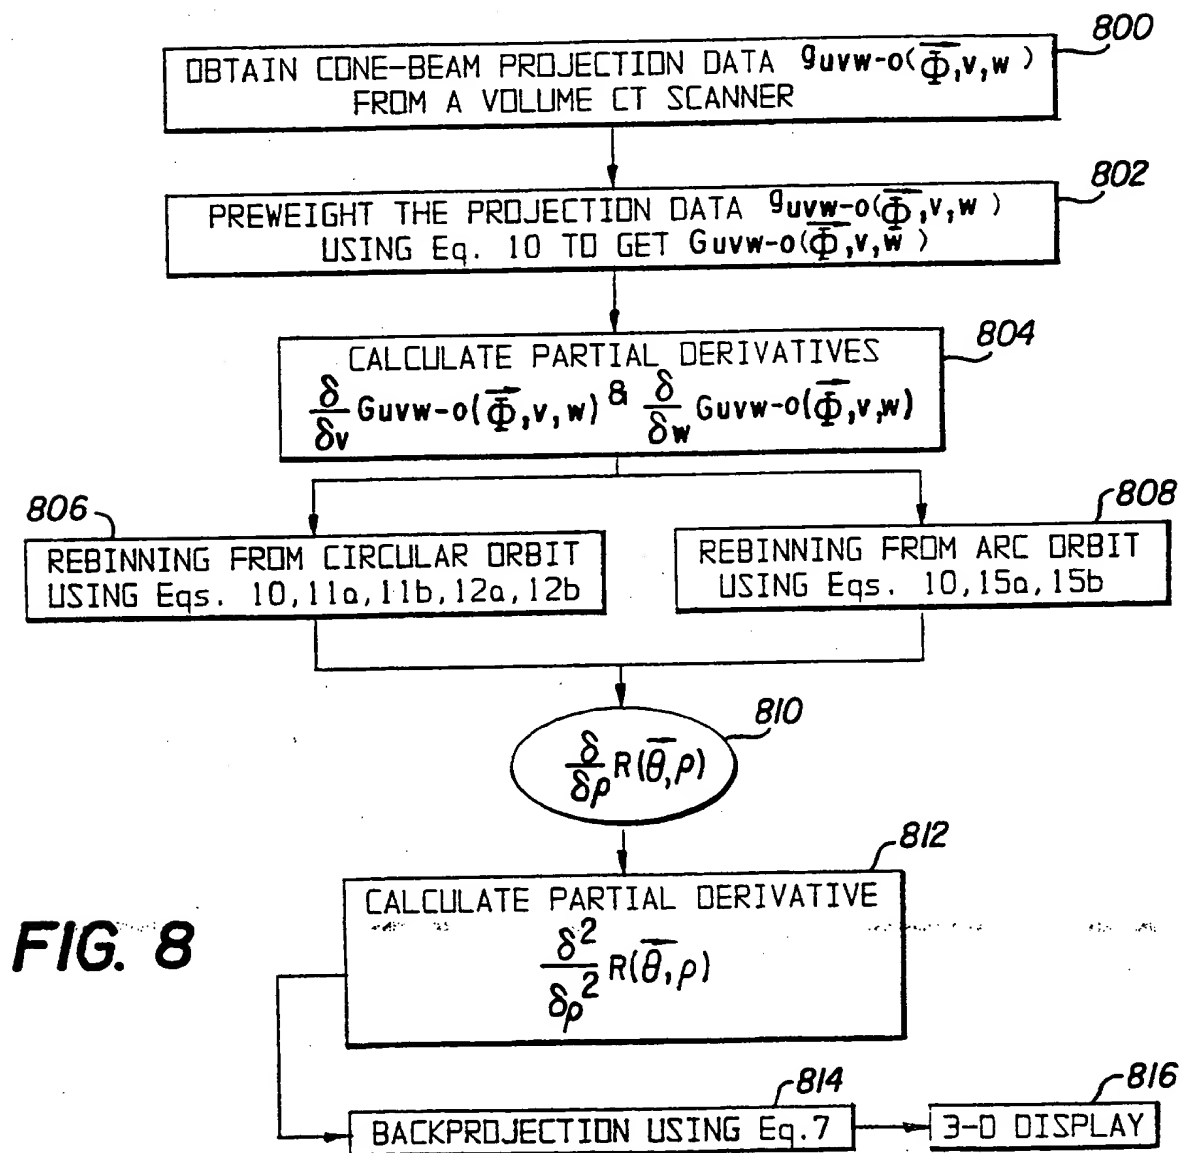 800
OBTAIN CONE-BEAM PROJECTION DATA guvw-o(Φ⃗,v,w)
FROM A VOLUME CT SCANNER
802
PREWEIGHT THE PROJECTION DATA guvw-o(Φ⃗,v,w)
USING Eq. 10 TO GET Guvw-o(Φ⃗,v,w)
804
CALCULATE PARTIAL DERIVATIVES
δ/δv Guvw-o(Φ⃗,v,w) & δ/δw Guvw-o(Φ⃗,v,w)
806
REBINNING FROM CIRCULAR ORBIT
USING Eqs. 10,11a,11b,12a,12b
808
REBINNING FROM ARC ORBIT
USING Eqs. 10,15a,15b
810
δ/δρ R(θ⃗,ρ)
812
CALCULATE PARTIAL DERIVATIVE
δ²/δρ² R(θ⃗,ρ)
FIG. 8
814
BACKPROJECTION USING Eq.7
816
3-D DISPLAY